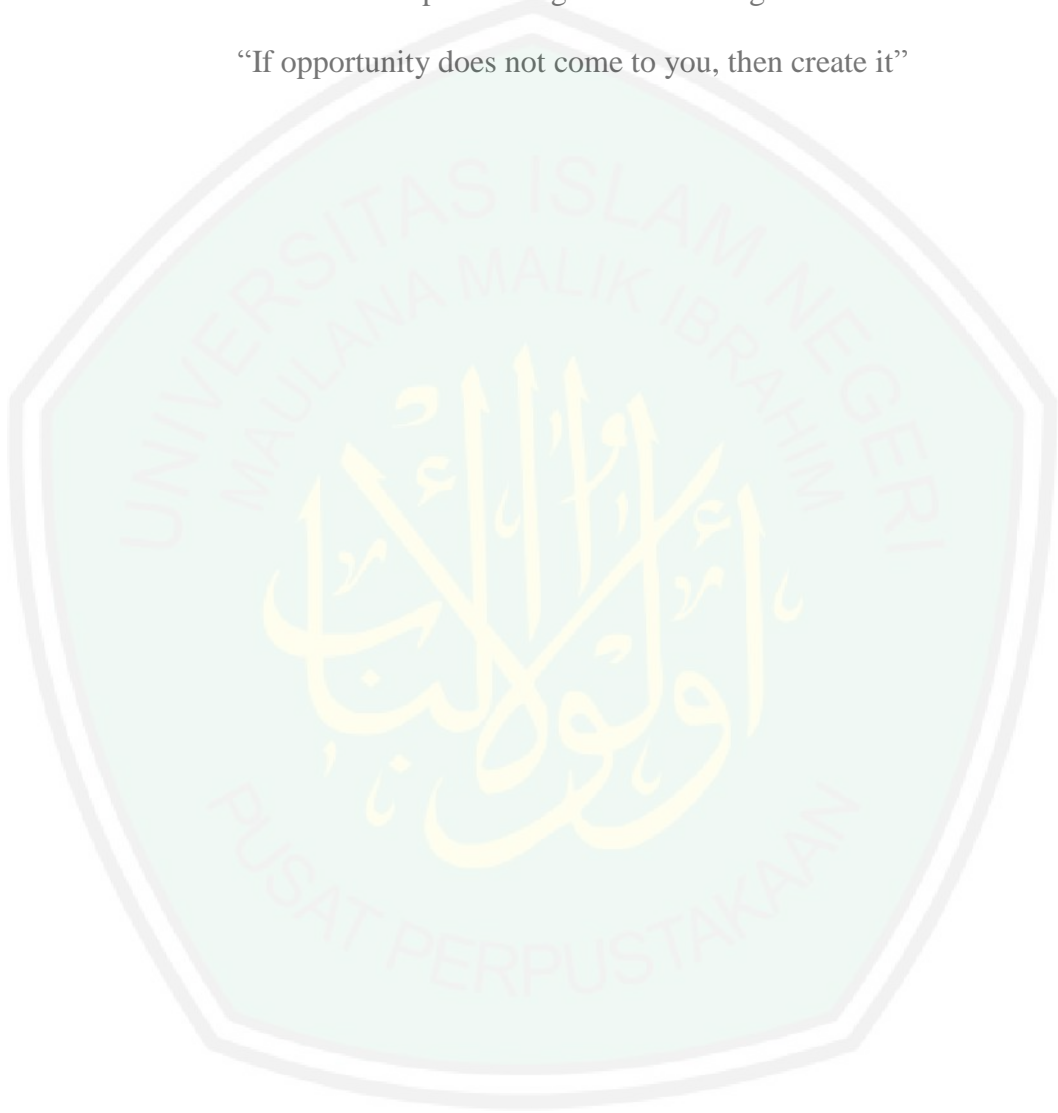 “If opportunity does not come to you, then create it”
UNIVERSITAS ISLAM NEGERI
MAULANA MALIK IBRAHIM
أولوا الألباب
PUSAT PERPUSTAKAAN